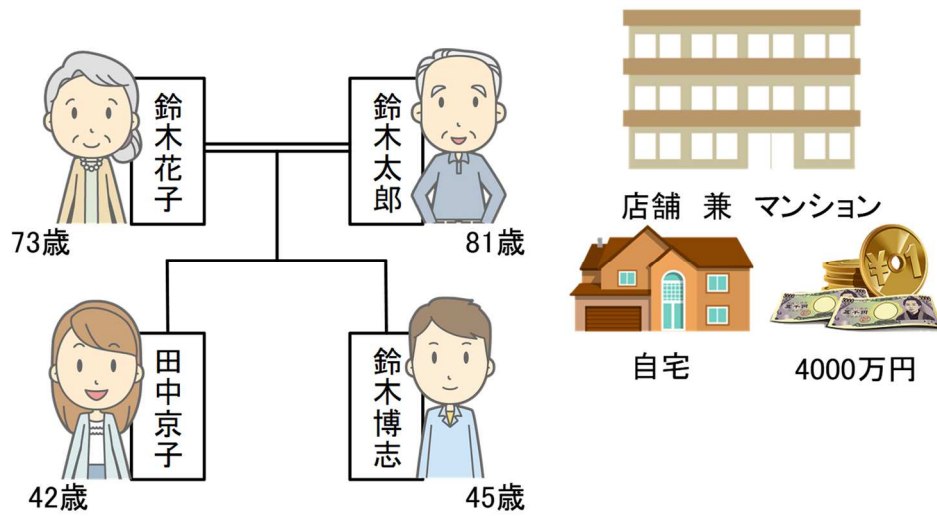 鈴木花子
鈴木太郎
73歳
81歳
田中京子
鈴木博志
42歳
45歳
店舗 兼 マンション
自宅
4000万円
¥1